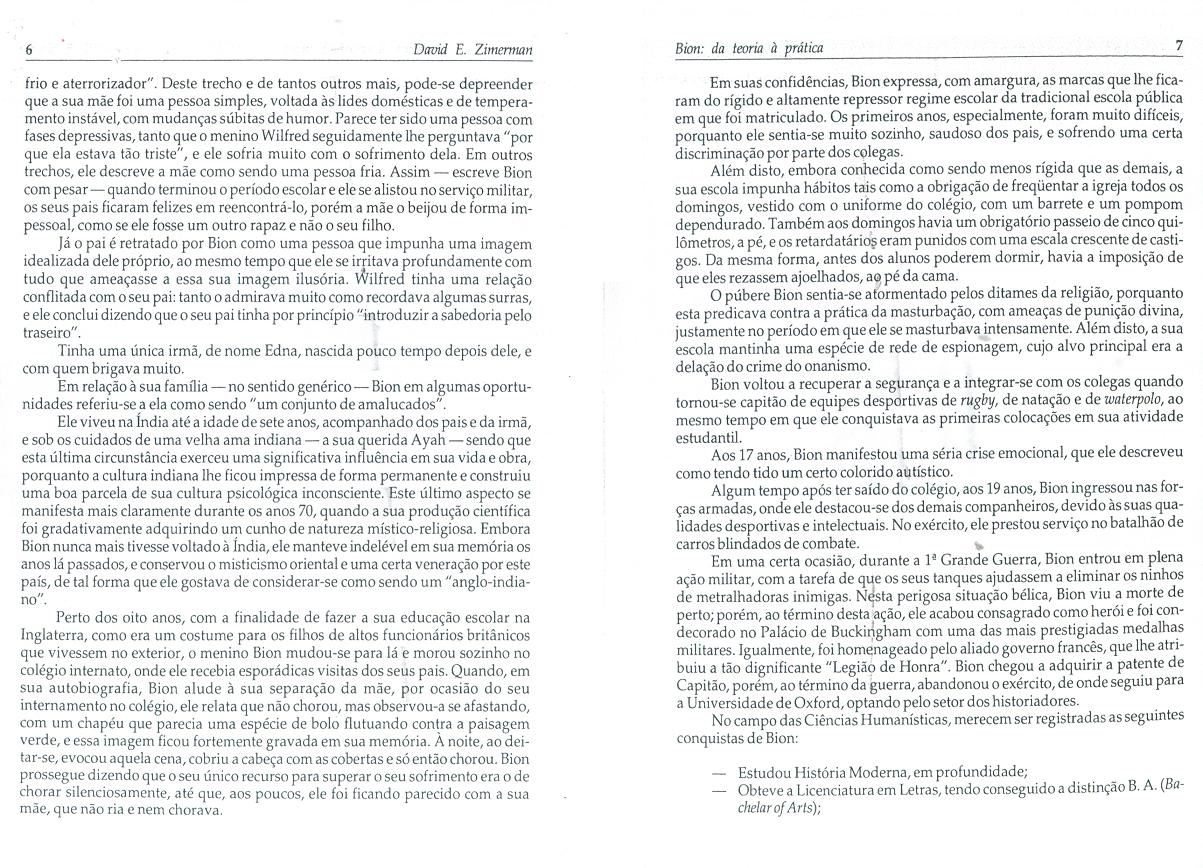 6 David E. Zimerman
frio e aterrorizador". Deste trecho e de tantos outros mais, pode-se depreender
que a sua mãe foi uma pessoa simples, voltada às lides domésticas e de tempera-
mento instável, com mudanças súbitas de humor. Parece ter sido uma pessoa com
fases depressivas, tanto que o menino Wilfred seguidamente lhe perguntava "por
que ela estava tão triste", e ele sofria muito com o sofrimento dela. Em outros
trechos, ele descreve a mãe como sendo uma pessoa fria. Assim — escreve Bion
com pesar — quando terminou o período escolar e ele se alistou no serviço militar,
os seus pais ficaram felizes em reencontrá-lo, porém a mãe o beijou de forma im-
pessoal, como se ele fosse um outro rapaz e não o seu filho.
Já o pai é retratado por Bion como uma pessoa que impunha uma imagem
idealizada dele próprio, ao mesmo tempo que ele se irritava profundamente com
tudo que ameaçasse a essa sua imagem ilusória. Wilfred tinha uma relação
conflitada com o seu pai: tanto o admirava muito como recordava algumas surras,
e ele conclui dizendo que o seu pai tinha por princípio "introduzir a sabedoria pelo
traseiro".
Tinha uma única irmã, de nome Edna, nascida pouco tempo depois dele, e
com quem brigava muito.
Em relação à sua família — no sentido genérico — Bion em algumas oportu-
nidades referiu-se a ela como sendo "um conjunto de amalucados".
Ele viveu na Índia até a idade de sete anos, acompanhado dos pais e da irmã,
e sob os cuidados de uma velha ama indiana — a sua querida Ayah — sendo que
esta última circunstância exerceu uma significativa influência em sua vida e obra,
porquanto a cultura indiana lhe ficou impressa de forma permanente e construiu
uma boa parcela de sua cultura psicológica inconsciente. Este último aspecto se
manifesta mais claramente durante os anos 70, quando a sua produção científica
foi gradativamente adquirindo um cunho de natureza místico-religiosa. Embora
Bion nunca mais tivesse voltado à Índia, ele manteve indelével em sua memória os
anos lá passados, e conservou o misticismo oriental e uma certa veneração por este
país, de tal forma que ele gostava de considerar-se como sendo um "anglo-india-
no".
Perto dos oito anos, com a finalidade de fazer a sua educação escolar na
Inglaterra, como era um costume para os filhos de altos funcionários britânicos
que vivessem no exterior, o menino Bion mudou-se para lá e morou sozinho no
colégio internato, onde ele recebia esporádicas visitas dos seus pais. Quando, em
sua autobiografia, Bion alude à sua separação da mãe, por ocasião do seu
internamento no colégio, ele relata que não chorou, mas observou-a se afastando,
com um chapéu que parecia uma espécie de bolo flutuando contra a paisagem
verde, e essa imagem ficou fortemente gravada em sua memória. À noite, ao dei-
tar-se, evocou aquela cena, cobriu a cabeça com as cobertas e só então chorou. Bion
prossegue dizendo que o seu único recurso para superar o seu sofrimento era o de
chorar silenciosamente, até que, aos poucos, ele foi ficando parecido com a sua
mãe, que não ria e nem chorava.
Bion: da teoria à prática 7
Em suas confidências, Bion expressa, com amargura, as marcas que lhe fica-
ram do rígido e altamente repressor regime escolar da tradicional escola pública
em que foi matriculado. Os primeiros anos, especialmente, foram muito difíceis,
porquanto ele sentia-se muito sozinho, saudoso dos pais, e sofrendo uma certa
discriminação por parte dos colegas.
Além disto, embora conhecida como sendo menos rígida que as demais, a
sua escola impunha hábitos tais como a obrigação de freqüentar a igreja todos os
domingos, vestido com o uniforme do colégio, com um barrete e um pompom
dependurado. Também aos domingos havia um obrigatório passeio de cinco qui-
lômetros, a pé, e os retardatários eram punidos com uma escala crescente de casti-
gos. Da mesma forma, antes dos alunos poderem dormir, havia a imposição de
que eles rezassem ajoelhados, ao pé da cama.
O púbere Bion sentia-se atormentado pelos ditames da religião, porquanto
esta predicava contra a prática da masturbação, com ameaças de punição divina,
justamente no período em que ele se masturbava intensamente. Além disto, a sua
escola mantinha uma espécie de rede de espionagem, cujo alvo principal era a
delação do crime do onanismo.
Bion voltou a recuperar a segurança e a integrar-se com os colegas quando
tornou-se capitão de equipes desportivas de rugby, de natação e de waterpolo, ao
mesmo tempo em que ele conquistava as primeiras colocações em sua atividade
estudantil.
Aos 17 anos, Bion manifestou uma séria crise emocional, que ele descreveu
como tendo tido um certo colorido autístico.
Algum tempo após ter saído do colégio, aos 19 anos, Bion ingressou nas for-
ças armadas, onde ele destacou-se dos demais companheiros, devido às suas qua-
lidades desportivas e intelectuais. No exército, ele prestou serviço no batalhão de
carros blindados de combate.
Em uma certa ocasião, durante a 1ª Grande Guerra, Bion entrou em plena
ação militar, com a tarefa de que os seus tanques ajudassem a eliminar os ninhos
de metralhadoras inimigas. Nesta perigosa situação bélica, Bion viu a morte de
perto; porém, ao término desta ação, ele acabou consagrado como herói e foi con-
decorado no Palácio de Buckingham com uma das mais prestigiadas medalhas
militares. Igualmente, foi homenageado pelo aliado governo francês, que lhe atri-
buiu a tão dignificante "Legião de Honra". Bion chegou a adquirir a patente de
Capitão, porém, ao término da guerra, abandonou o exército, de onde seguiu para
a Universidade de Oxford, optando pelo setor dos historiadores.
No campo das Ciências Humanísticas, merecem ser registradas as seguintes
conquistas de Bion:
— Estudou História Moderna, em profundidade;
— Obteve a Licenciatura em Letras, tendo conseguido a distinção B. A. (Ba-
chelar of Arts);